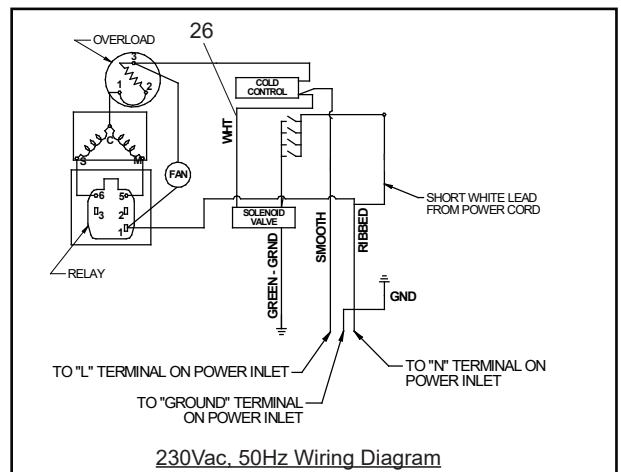 OVERLOAD
26
3
1
2
COLD
CONTROL
WHT
C
S
M
FAN
6
5
3
2
1
SOLENOID
VALVE
SHORT WHITE LEAD
FROM POWER CORD
RELAY
GREEN - GRND
SMOOTH
RIBBED
GND
TO "L" TERMINAL ON POWER INLET
TO "N" TERMINAL ON
POWER INLET
TO "GROUND" TERMINAL
ON POWER INLET
230Vac, 50Hz Wiring Diagram